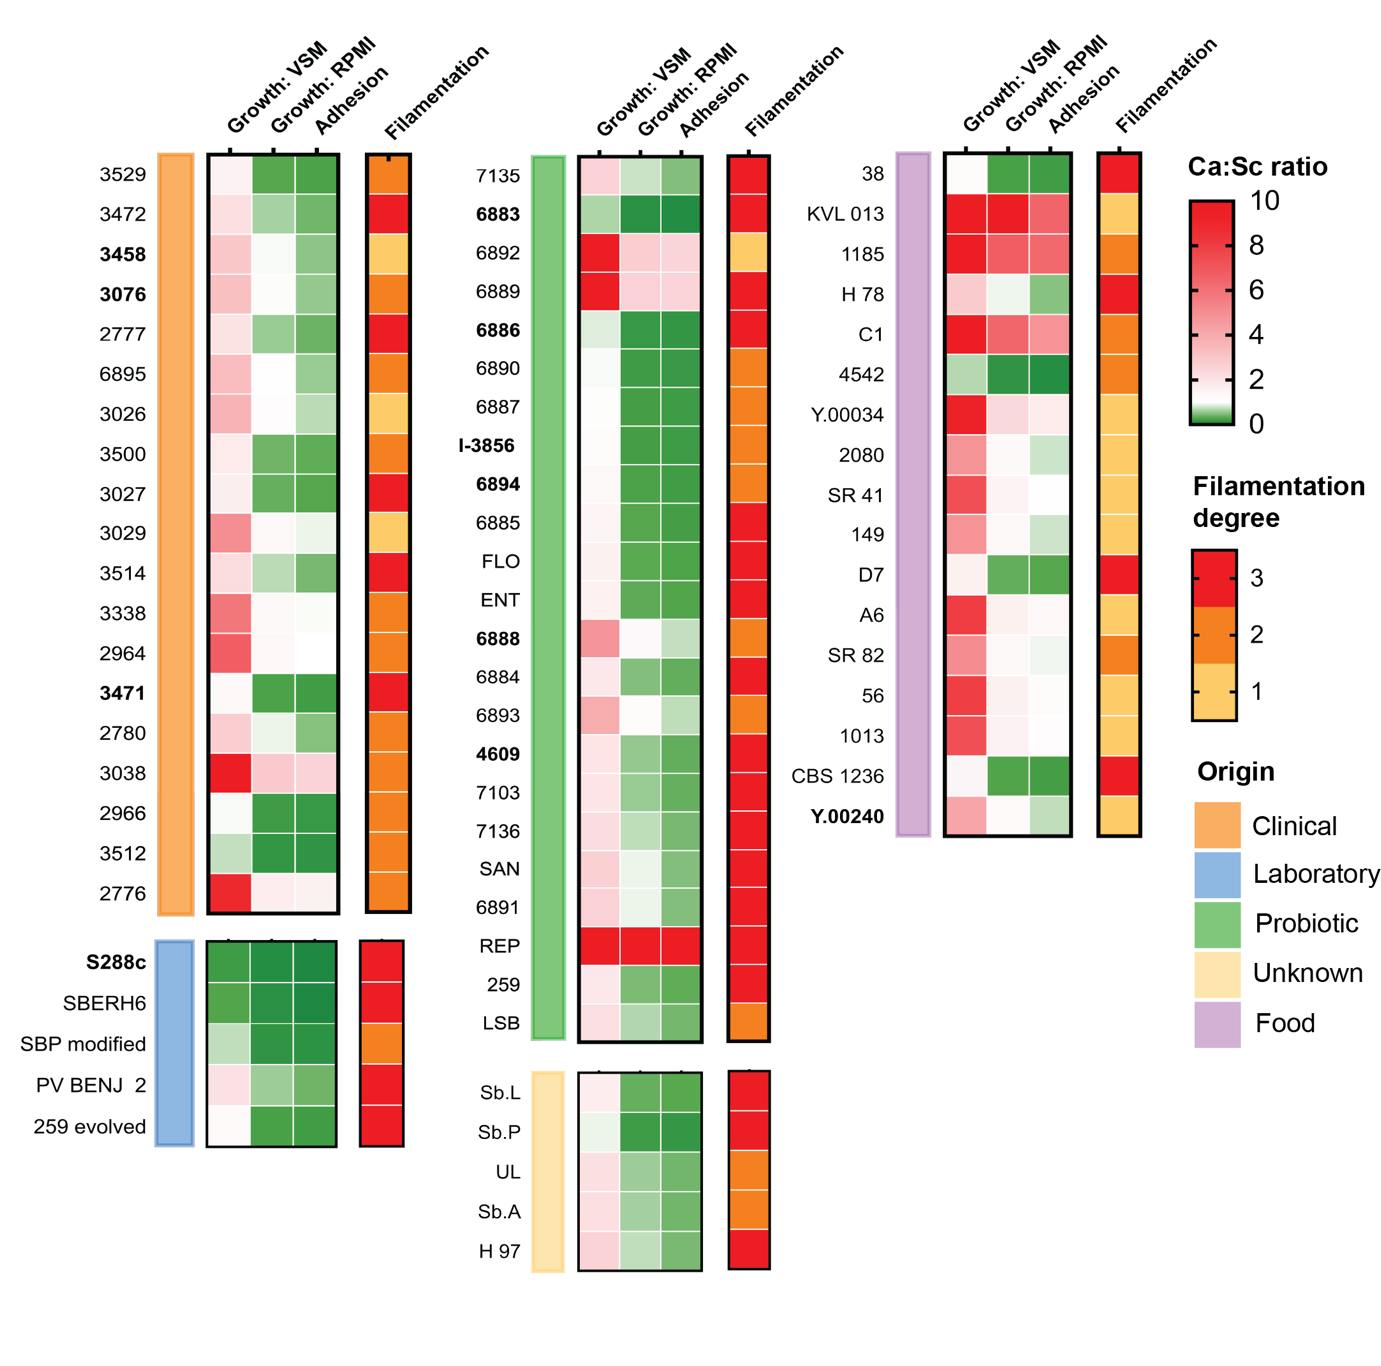 Growth: VSM
Growth: RPMI
Adhesion
Filamentation
3529
3472
3458
3076
2777
6895
3026
3500
3027
3029
3514
3338
2964
3471
2780
3038
2966
3512
2776
S288c
SBERH6
SBP modified
PV BENJ 2
259 evolved
Growth: VSM
Growth: RPMI
Adhesion
Filamentation
7135
6883
6892
6889
6886
6890
6887
I-3856
6894
6885
FLO
ENT
6888
6884
6893
4609
7103
7136
SAN
6891
REP
259
LSB
Sb.L
Sb.P
UL
Sb.A
H 97
Growth: VSM
Growth: RPMI
Adhesion
Filamentation
38
KVL 013
1185
H 78
C1
4542
Y.00034
2080
SR 41
149
D7
A6
SR 82
56
1013
CBS 1236
Y.00240
Ca:Sc ratio
10
8
6
4
2
0
Filamentation
degree
3
2
1
Origin
Clinical
Laboratory
Probiotic
Unknown
Food